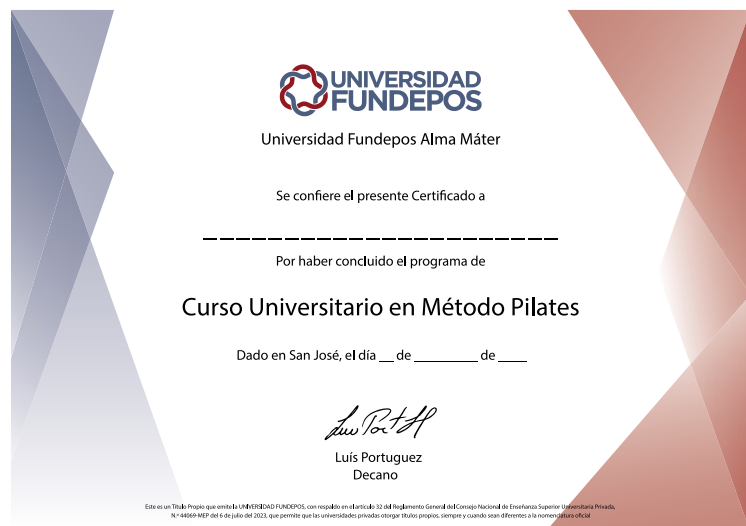 UNIVERSIDAD
FUNDEPOS
Universidad Fundepos Alma Máter
Se confiere el presente Certificado a
Por haber concluido el programa de
Curso Universitario en Método Pilates
Dado en San José, el día __ de _________ de ____
Luís Portuguez
Decano
Este es un Título Propio que emite la UNIVERSIDAD FUNDEPOS, con respaldo en el artículo 32 del Reglamento General del Consejo Nacional de Enseñanza Superior Universitaria Privada,
N.º 44069-MEP del 6 de julio del 2023, que permite que las universidades privadas otorgar títulos propios, siempre y cuando sean diferentes a la nomenclatura oficial